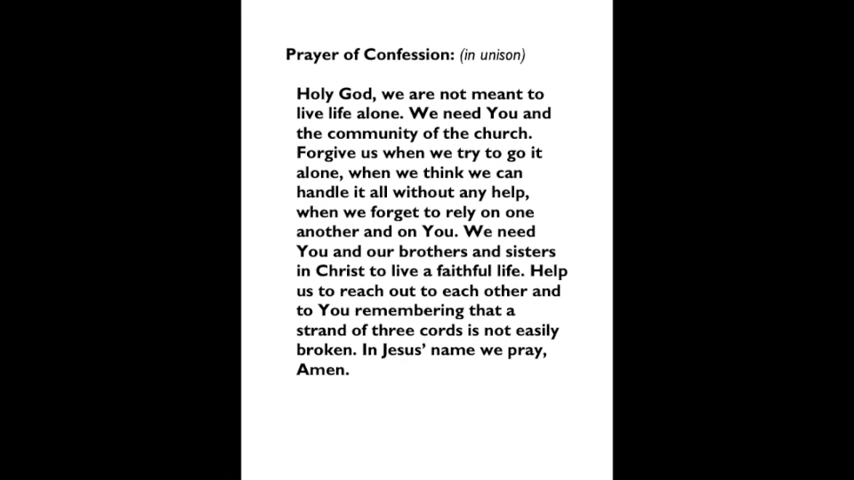 Prayer of Confession: (in unison)
Holy God, we are not meant to
live life alone. We need You and
the community of the church.
Forgive us when we try to go it
alone, when we think we can
handle it all without any help,
when we forget to rely on one
another and on You. We need
You and our brothers and sisters
in Christ to live a faithful life. Help
us to reach out to each other and
to You remembering that a
strand of three cords is not easily
broken. In Jesus’ name we pray,
Amen.